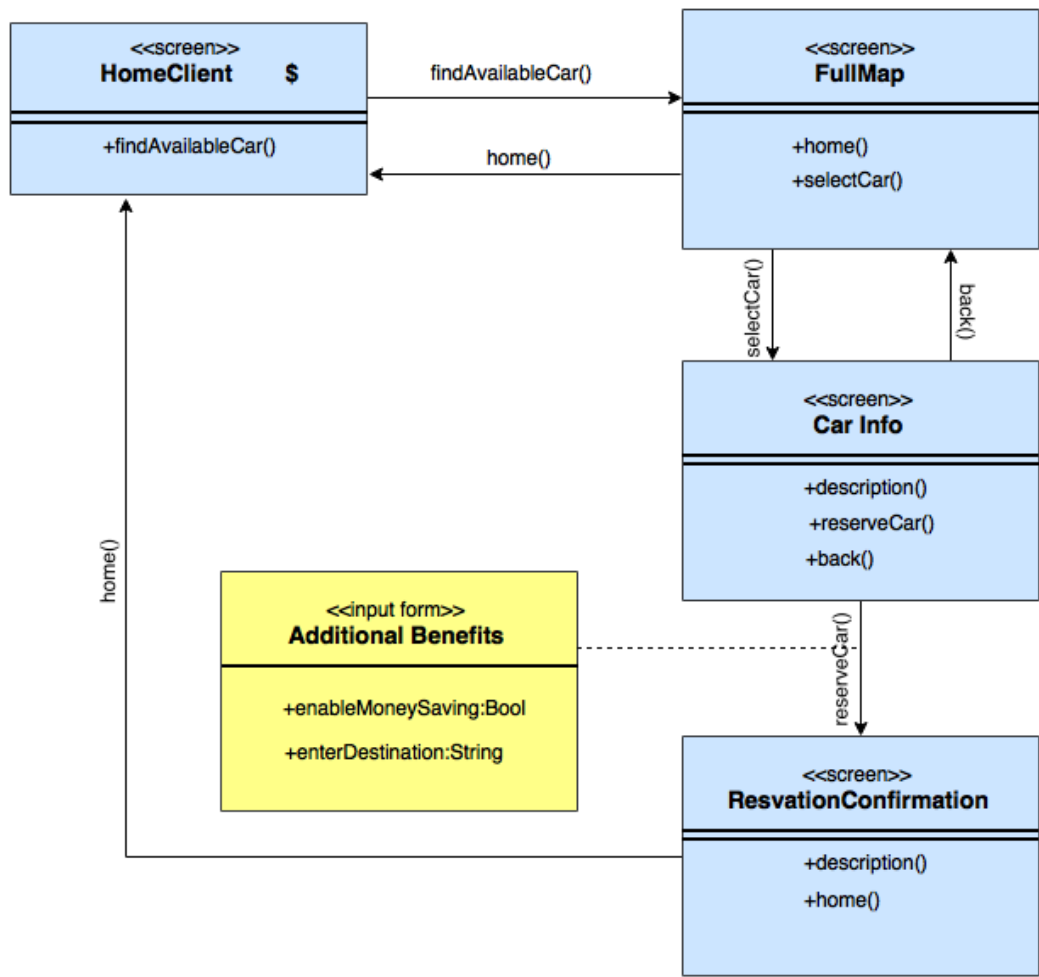 <<screen>>
HomeClient $
+findAvailableCar()
findAvailableCar()
home()
<<screen>>
FullMap
+home()
+selectCar()
selectCar()
back()
<<screen>>
Car Info
+description()
+reserveCar()
+back()
home()
<<input form>>
Additional Benefits
+enableMoneySaving:Bool
+enterDestination:String
reserveCar()
<<screen>>
ResvationConfirmation
+description()
+home()